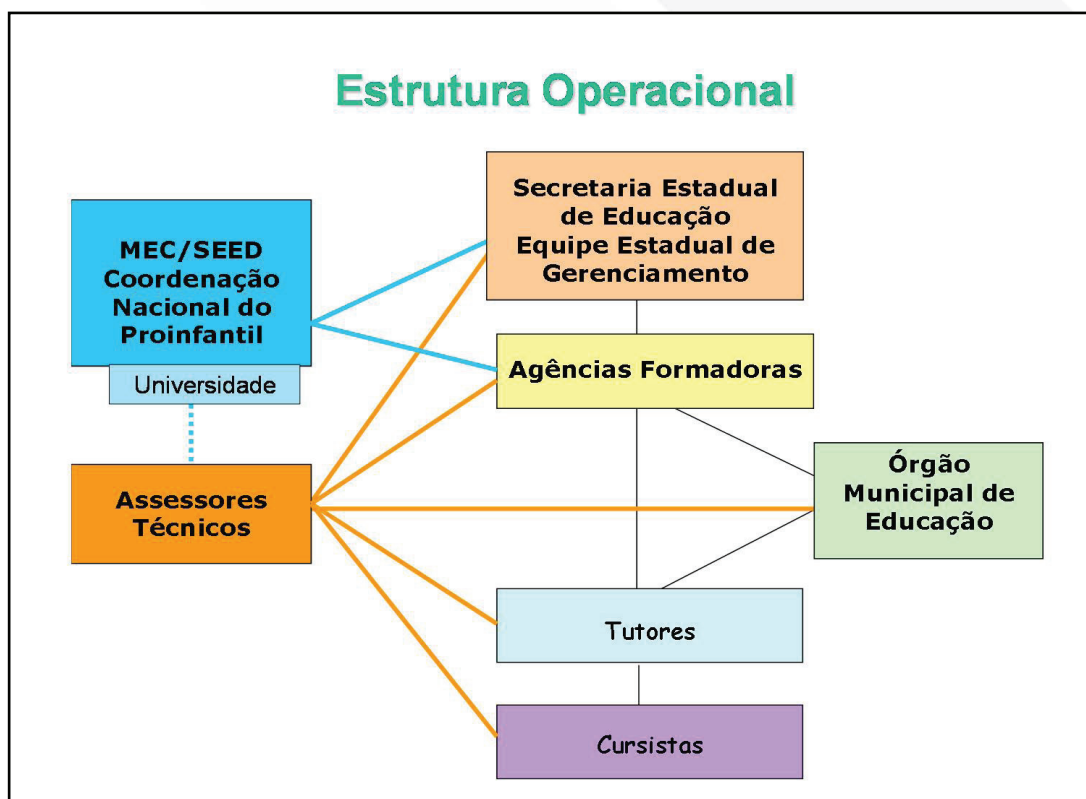 Estrutura Operacional
MEC/SEED
Coordenação
Nacional do
Proinfantil
Universidade
Assessores
Técnicos
Secretaria Estadual
de Educação
Equipe Estadual de
Gerenciamento
Agências Formadoras
Órgão
Municipal de
Educação
Tutores
Cursistas